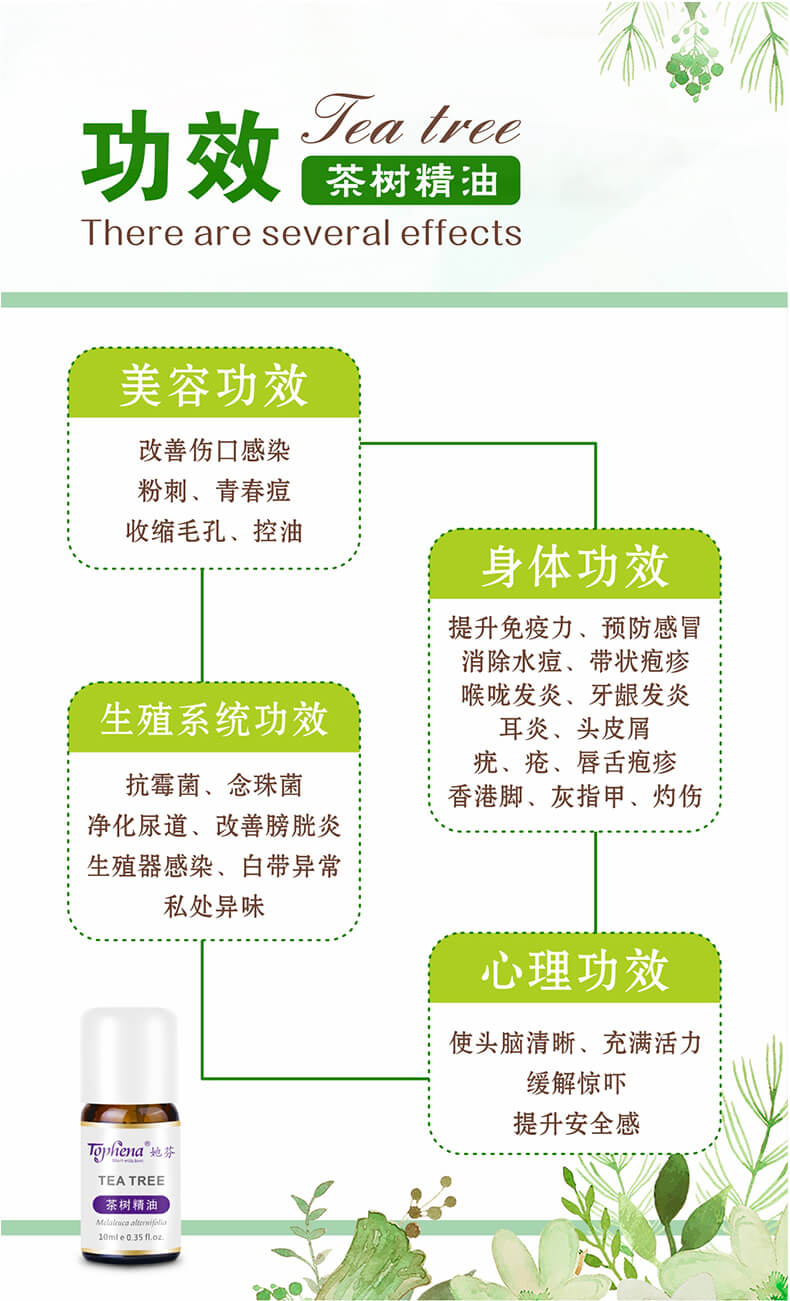 功效
Tea tree
茶树精油
There are several effects
美容功效
改善伤口感染
粉刺、青春痘
收缩毛孔、控油
身体功效
提升免疫力、预防感冒
消除水痘、带状疱疹
喉咙发炎、牙龈发炎
耳炎、头皮屑
疣、疮、唇舌疱疹
香港脚、灰指甲、灼伤
生殖系统功效
抗霉菌、念珠菌
净化尿道、改善膀胱炎
生殖器感染、白带异常
私处异味
心理功效
使头脑清晰、充满活力
缓解惊吓
提升安全感
Tophena® 她芬
TEA TREE
茶树精油
Melaleuca alternifolia
10ml e 0.35 fl.oz.